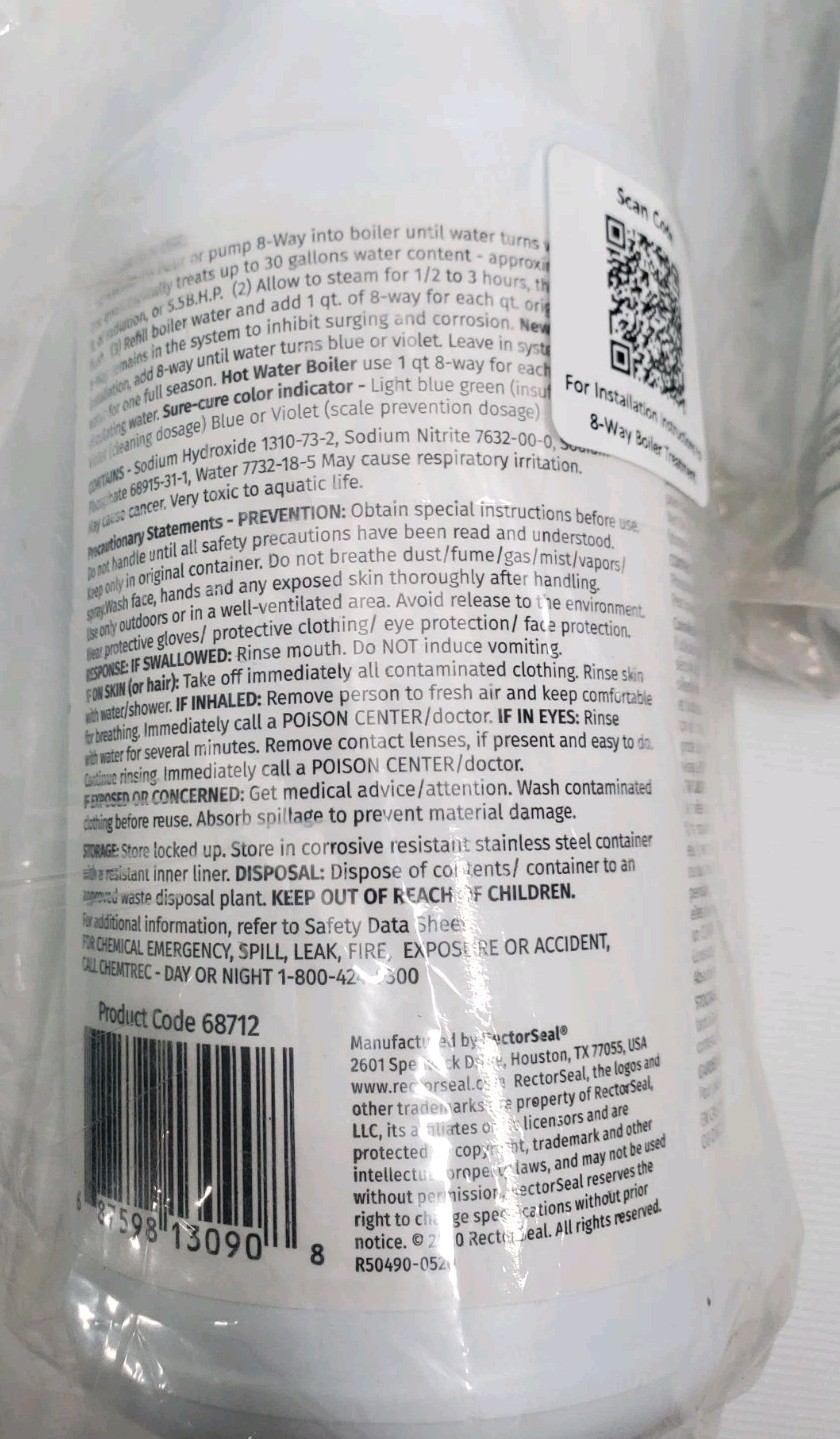 or pump 8-Way into boiler until water turns
treats up to 30 gallons water content -
or 5.5B.H.P. (2) Allow to steam for 1/2 to 3 hours,
(3) Refill boiler water and add 1 qt. of 8-way for each qt.
in the system to inhibit surging and corrosion. New
add 8-way until water turns blue or violet. Leave in
for one full season. Hot Water Boiler use 1 qt 8-way for each
water. Sure-cure color indicator - Light blue green
(cleaning dosage) Blue or Violet (scale prevention dosage)
CONTAINS - Sodium Hydroxide 1310-73-2, Sodium Nitrite 7632-00-0,
68915-31-1, Water 7732-18-5 May cause respiratory irritation.
May cause cancer. Very toxic to aquatic life.
Precautionary Statements - PREVENTION: Obtain special instructions before use.
Do not handle until all safety precautions have been read and understood.
Keep only in original container. Do not breathe dust/fume/gas/mist/vapors/
spray.Wash face, hands and any exposed skin thoroughly after handling.
Use only outdoors or in a well-ventilated area. Avoid release to the environment.
Wear protective gloves/ protective clothing/ eye protection/ face protection.
RESPONSE: IF SWALLOWED: Rinse mouth. Do NOT induce vomiting.
IF ON SKIN (or hair): Take off immediately all contaminated clothing. Rinse skin
with water/shower. IF INHALED: Remove person to fresh air and keep comfortable
for breathing. Immediately call a POISON CENTER/doctor. IF IN EYES: Rinse
with water for several minutes. Remove contact lenses, if present and easy to do.
Continue rinsing. Immediately call a POISON CENTER/doctor.
IF EXPOSED OR CONCERNED: Get medical advice/attention. Wash contaminated
clothing before reuse. Absorb spillage to prevent material damage.
STORAGE: Store locked up. Store in corrosive resistant stainless steel container
with a resistant inner liner. DISPOSAL: Dispose of contents/ container to an
approved waste disposal plant. KEEP OUT OF REACH OF CHILDREN.
For additional information, refer to Safety Data Sheet
FOR CHEMICAL EMERGENCY, SPILL, LEAK, FIRE, EXPOSURE OR ACCIDENT,
CALL CHEMTREC - DAY OR NIGHT
Product Code 68712
6 87598 13090 8
Manufactured by RectorSeal®
2601 Houston, TX 77055, USA
www.rectorseal.com RectorSeal, the logos and
other trademarks are property of RectorSeal,
LLC, its affiliates or its licensors and are
protected copyright, trademark and other
intellectual property laws, and may not be used
without permission. RectorSeal reserves the
right to change specifications without prior
notice. © RectorSeal. All rights reserved.
Scan Code
For Installation Instructions
8-Way Boiler Treatment